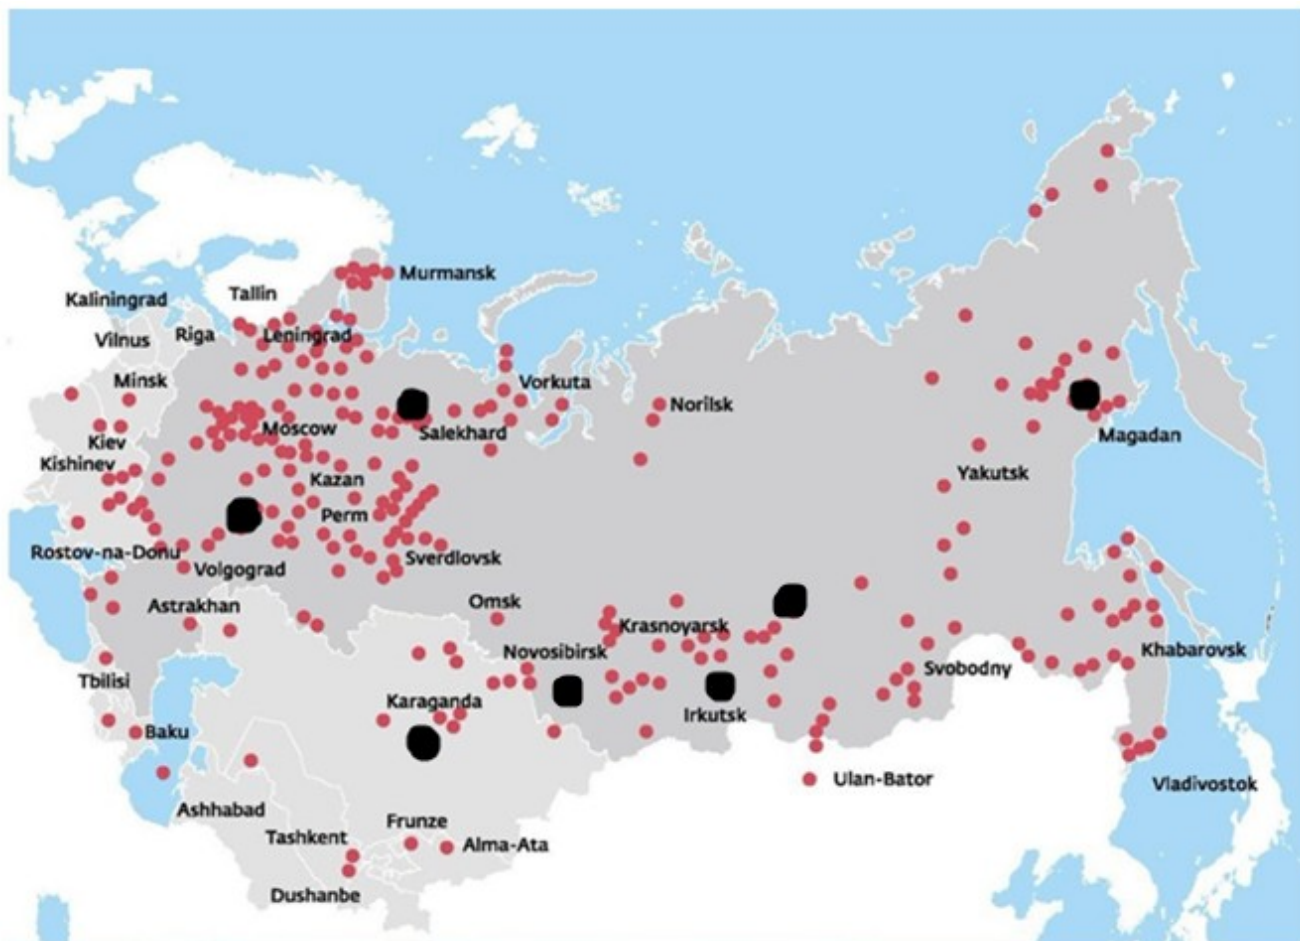 Murmansk
Tallin
Kaliningrad
Vilnus
Riga
Leningrad
Minsk
Vorkuta
Norilsk
Moscow
Salekhard
Magadan
Kiev
Kishinev
Kazan
Yakutsk
Perm
Rostov-na-Donu
Volgograd
Sverdlovsk
Astrakhan
Omsk
Krasnoyarsk
Novosibirsk
Khabarovsk
Svobodny
Tbilisi
Karaganda
Irkutsk
Baku
Ulan-Bator
Vladivostok
Ashhabad
Frunze
Tashkent
Alma-Ata
Dushanbe